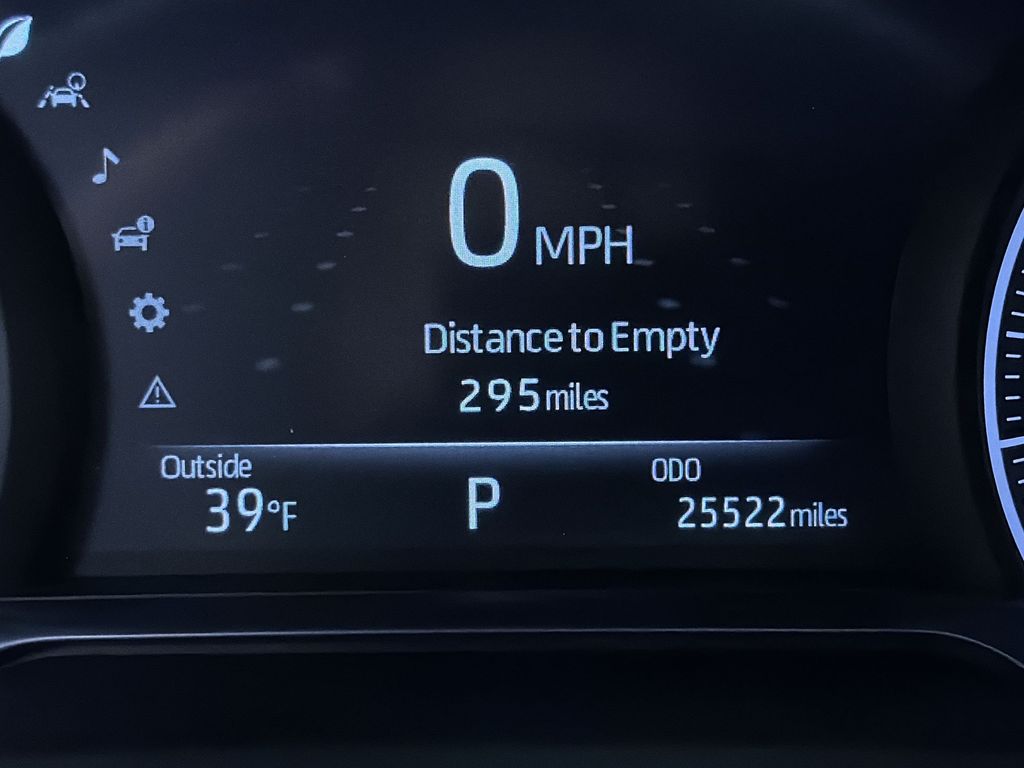 0 MPH
Distance to Empty
295 miles
Outside
39°F
P
ODO
25522 miles